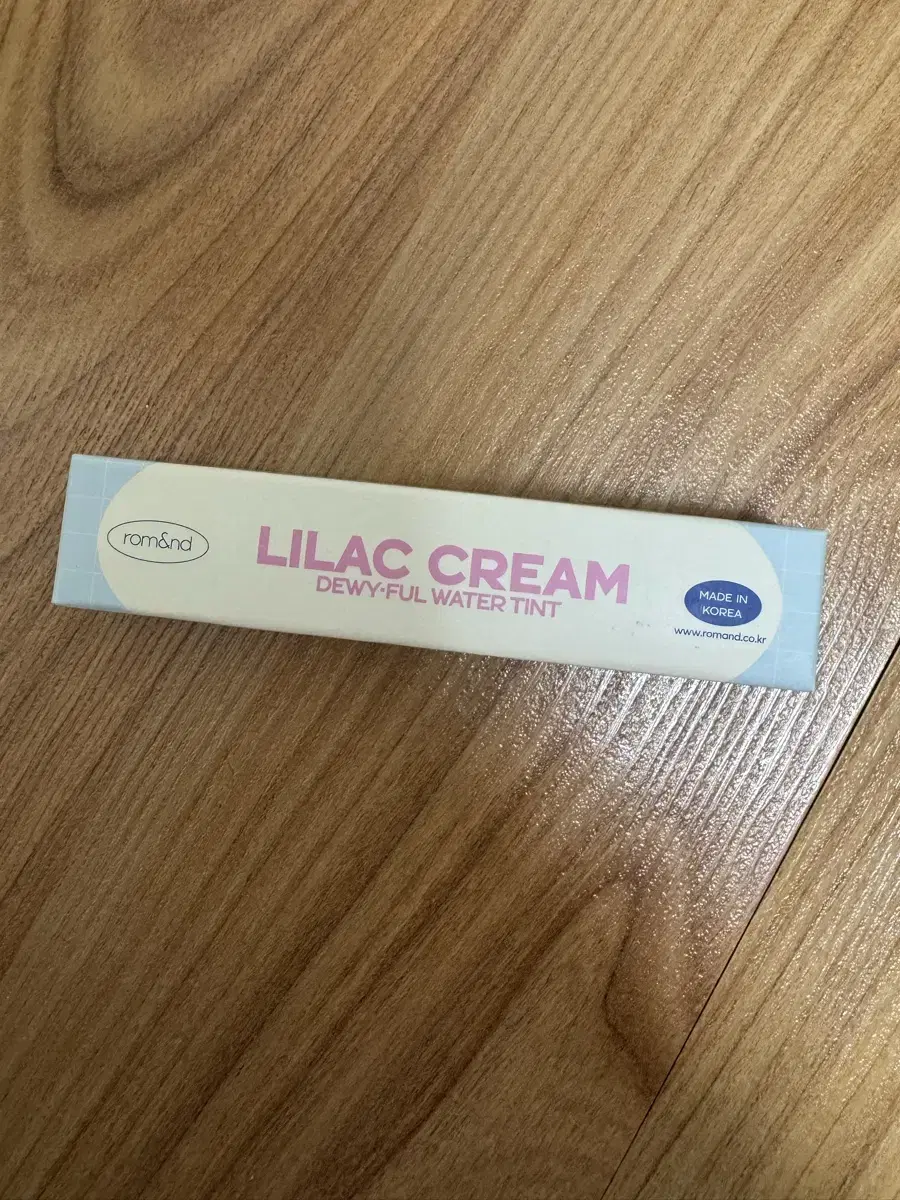 rom&nd
LILAC CREAM
DEWY·FUL WATER TINT
MADE IN
KOREA
www.romand.co.kr